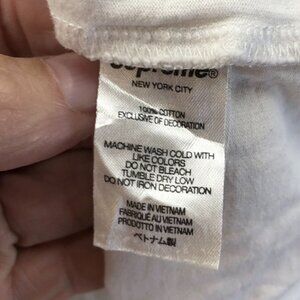 Supreme®
NEW YORK CITY
100% COTTON
EXCLUSIVE OF DECORATION
MACHINE WASH COLD WITH
LIKE COLORS
DO NOT BLEACH
TUMBLE DRY LOW
DO NOT IRON DECORATION
MADE IN VIETNAM
FABRIQUÉ AU VIETNAM
PRODOTTO IN VIETNAM
ベトナム製